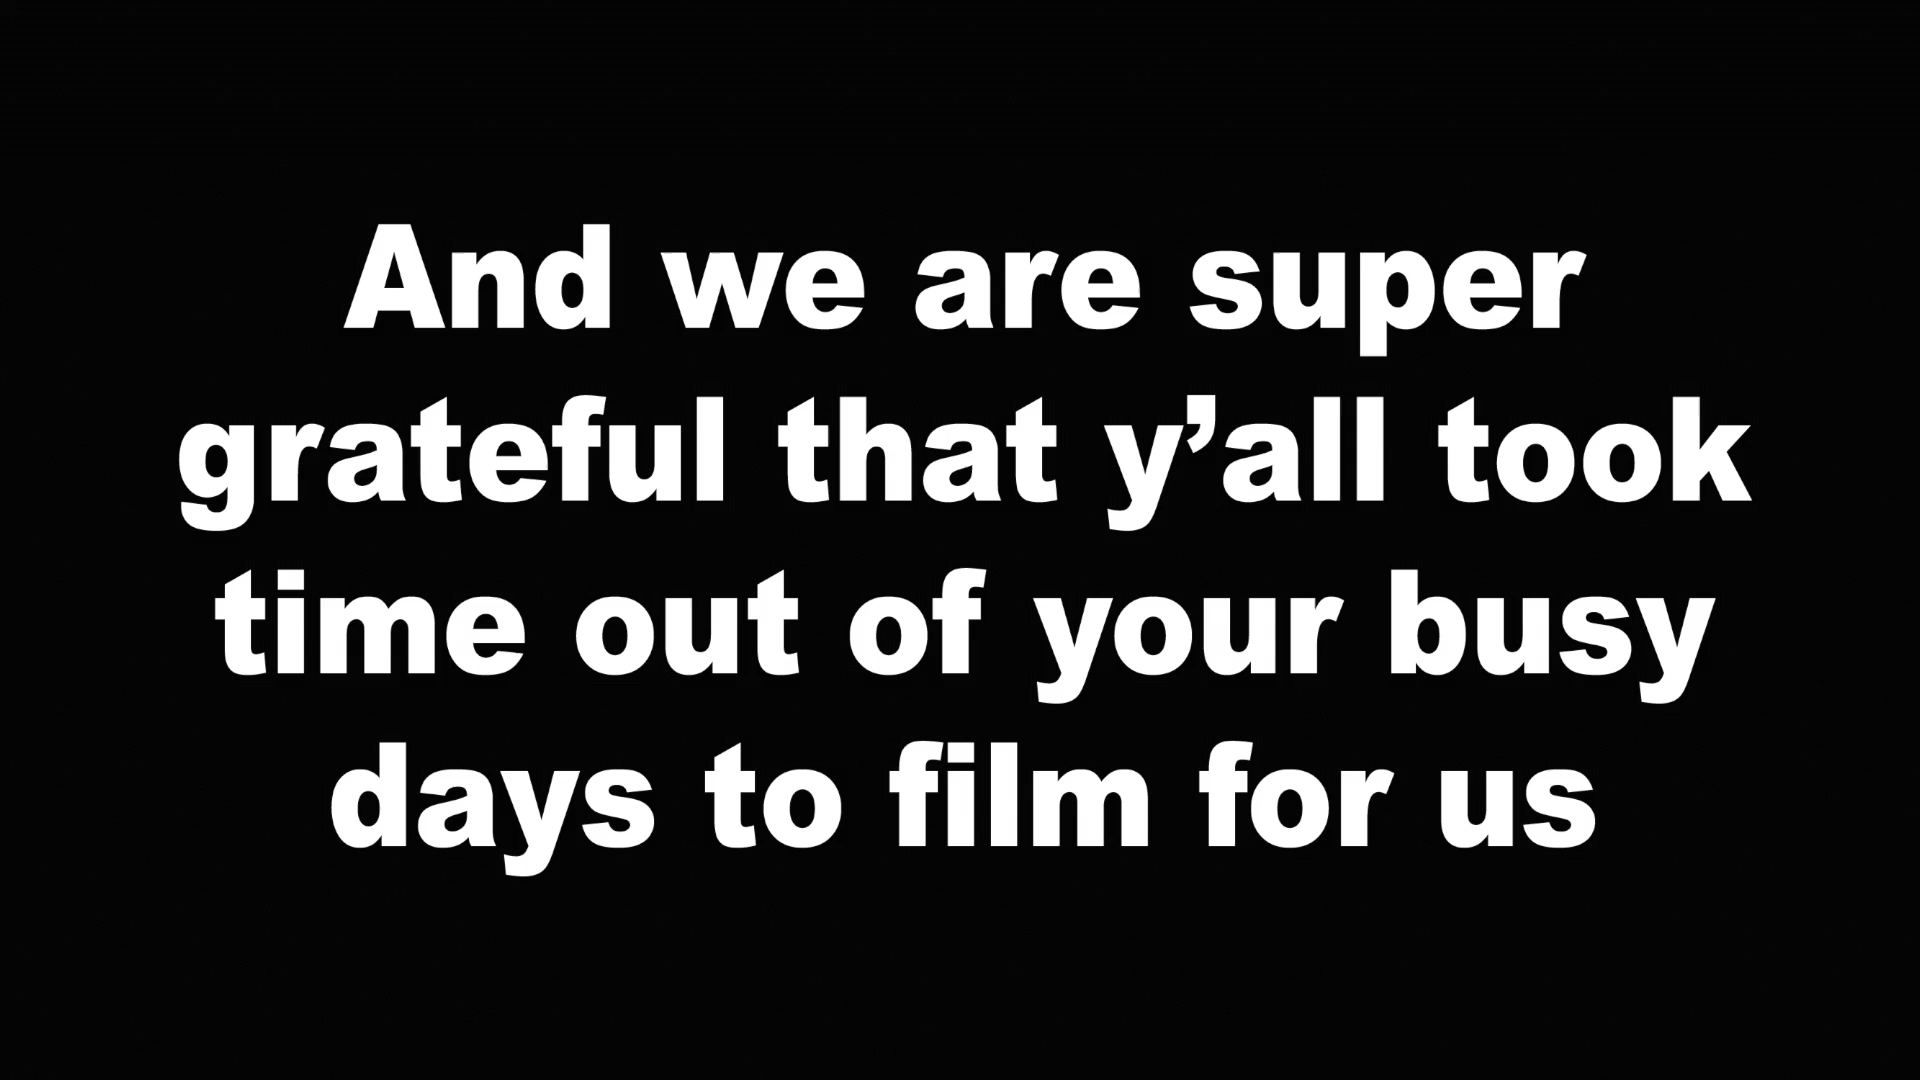 And we are super
grateful that y’all took
time out of your busy
days to film for us